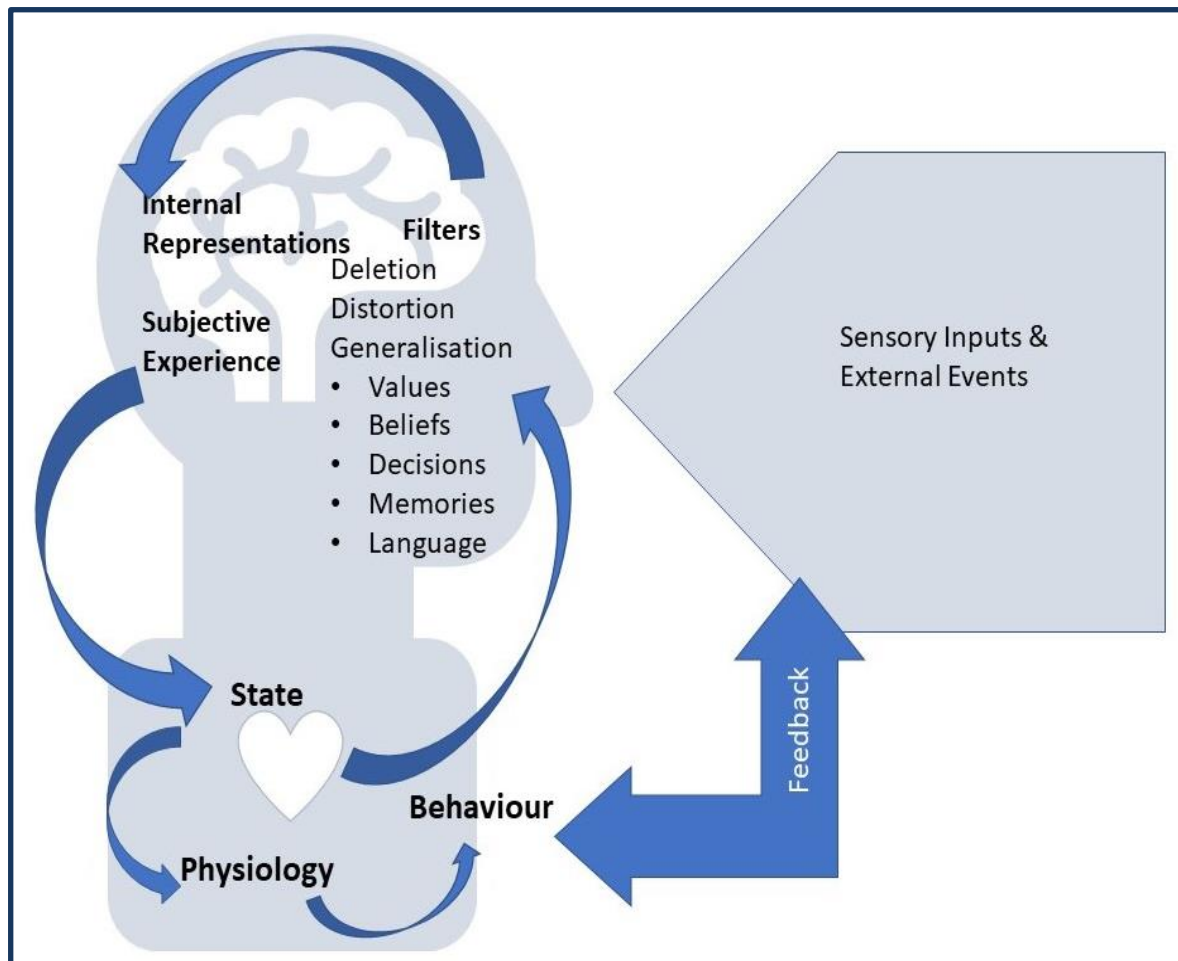 Internal
Representations
Filters
Deletion
Distortion
Generalisation
• Values
• Beliefs
• Decisions
• Memories
• Language
Subjective
Experience
Sensory Inputs &
External Events
State
Behaviour
Physiology
Feedback